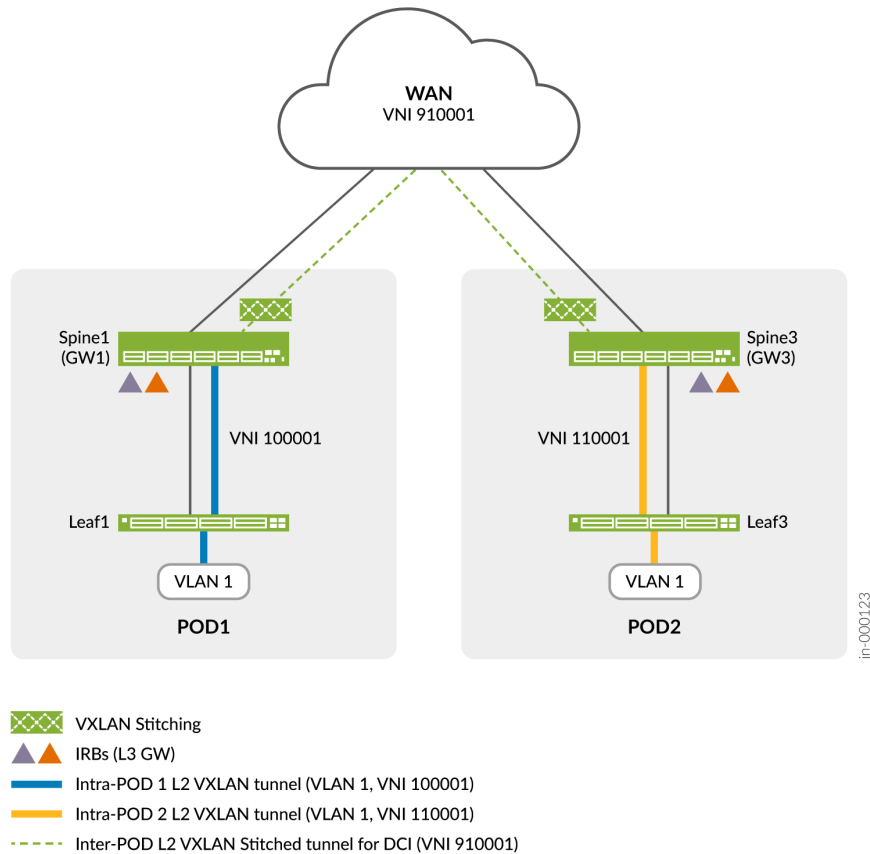 WAN
VNI 910001
Spine1
(GW1)
Spine3
(GW3)
VNI 100001
VNI 110001
Leaf1
Leaf3
VLAN 1
VLAN 1
POD1
POD2
in-000123
VXLAN Stitching
IRBs (L3 GW)
Intra-POD 1 L2 VXLAN tunnel (VLAN 1, VNI 100001)
Intra-POD 2 L2 VXLAN tunnel (VLAN 1, VNI 110001)
Inter-POD L2 VXLAN Stitched tunnel for DCI (VNI 910001)